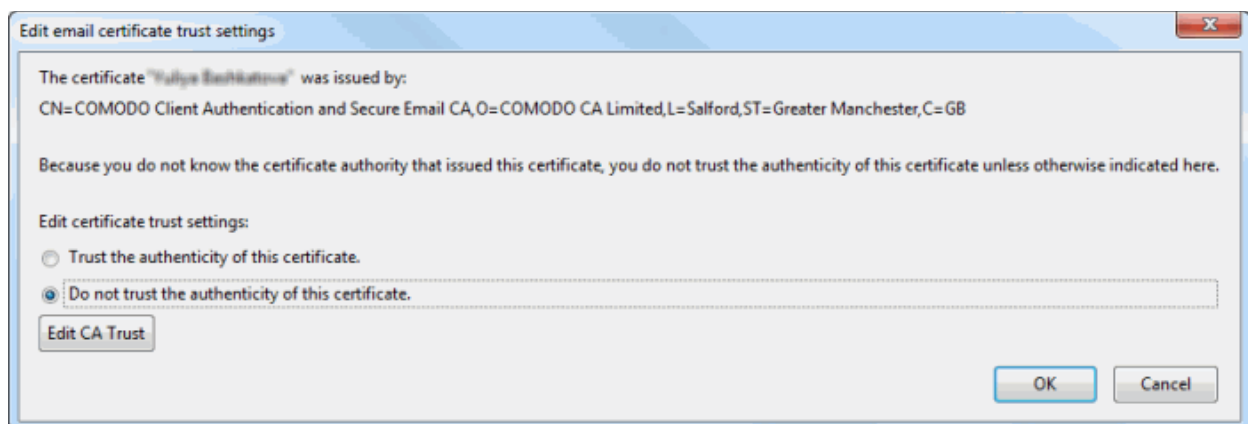 Edit email certificate trust settings
The certificate was issued by:
CN=COMODO Client Authentication and Secure Email CA,O=COMODO CA Limited,L=Salford,ST=Greater Manchester,C=GB
Because you do not know the certificate authority that issued this certificate, you do not trust the authenticity of this certificate unless otherwise indicated here.
Edit certificate trust settings:
Trust the authenticity of this certificate.
Do not trust the authenticity of this certificate.
Edit CA Trust
OK Cancel